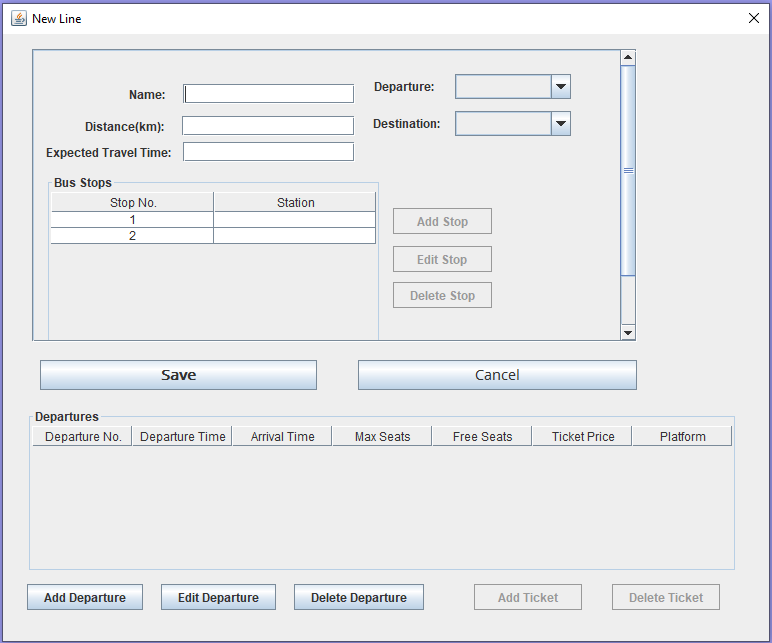 New Line
Name:
Departure:
Distance(km):
Destination:
Expected Travel Time:
Bus Stops
Stop No. Station
1
2
Add Stop
Edit Stop
Delete Stop
Save Cancel
Departures
Departure No. Departure Time Arrival Time Max Seats Free Seats Ticket Price Platform
Add Departure Edit Departure Delete Departure Add Ticket Delete Ticket